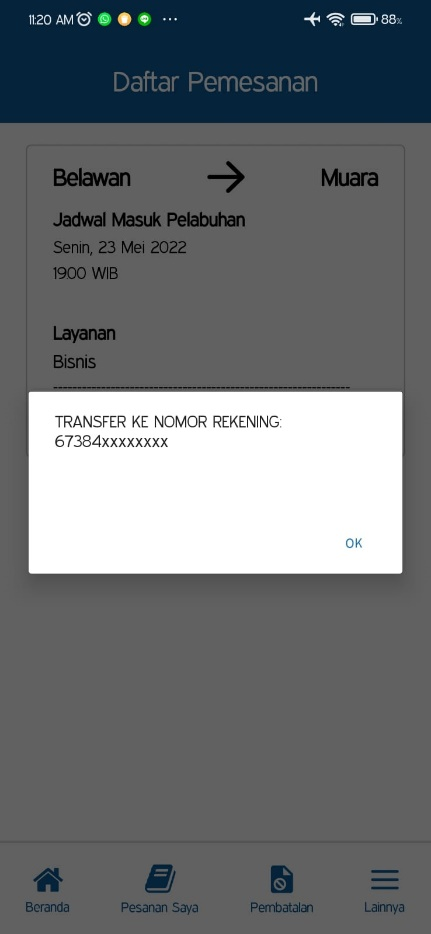 11:20 AM 88%
Daftar Pemesanan
Belawan Muara
Jadwal Masuk Pelabuhan
Senin, 23 Mei 2022
19:00 WIB
Layanan
Bisnis
TRANSFER KE NOMOR REKENING:
67384xxxxxxxx
OK
Beranda Pesanan Saya Pembatalan Lainnya